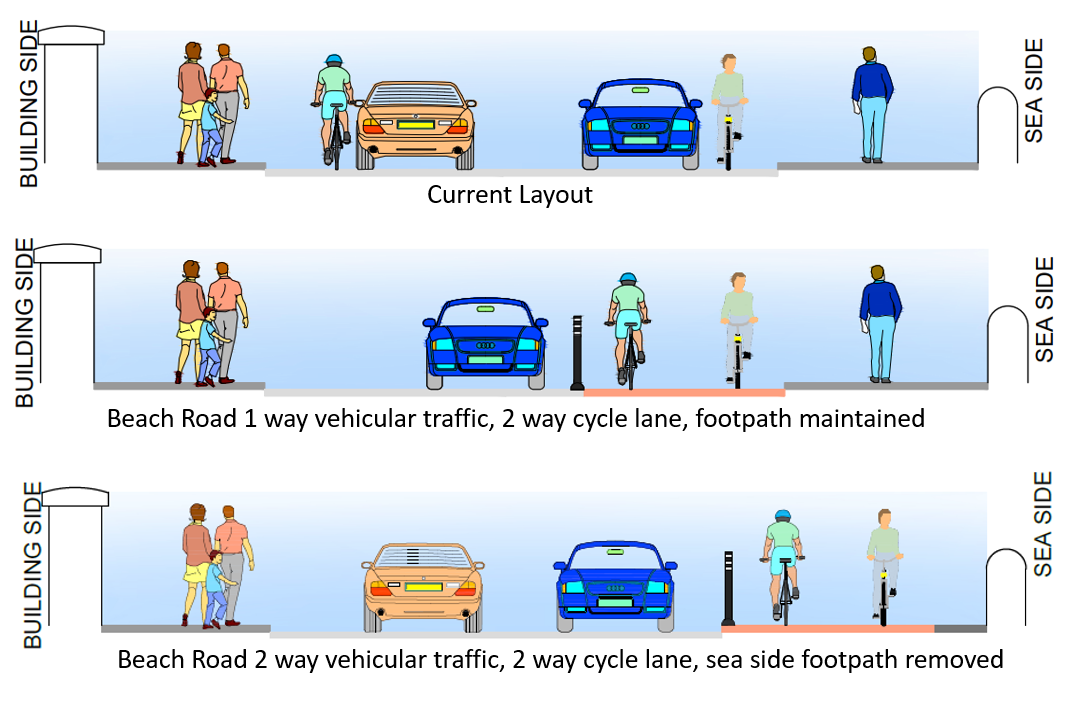 BUILDING SIDE
SEA SIDE
Current Layout
BUILDING SIDE
SEA SIDE
Beach Road 1 way vehicular traffic, 2 way cycle lane, footpath maintained
BUILDING SIDE
SEA SIDE
Beach Road 2 way vehicular traffic, 2 way cycle lane, sea side footpath removed